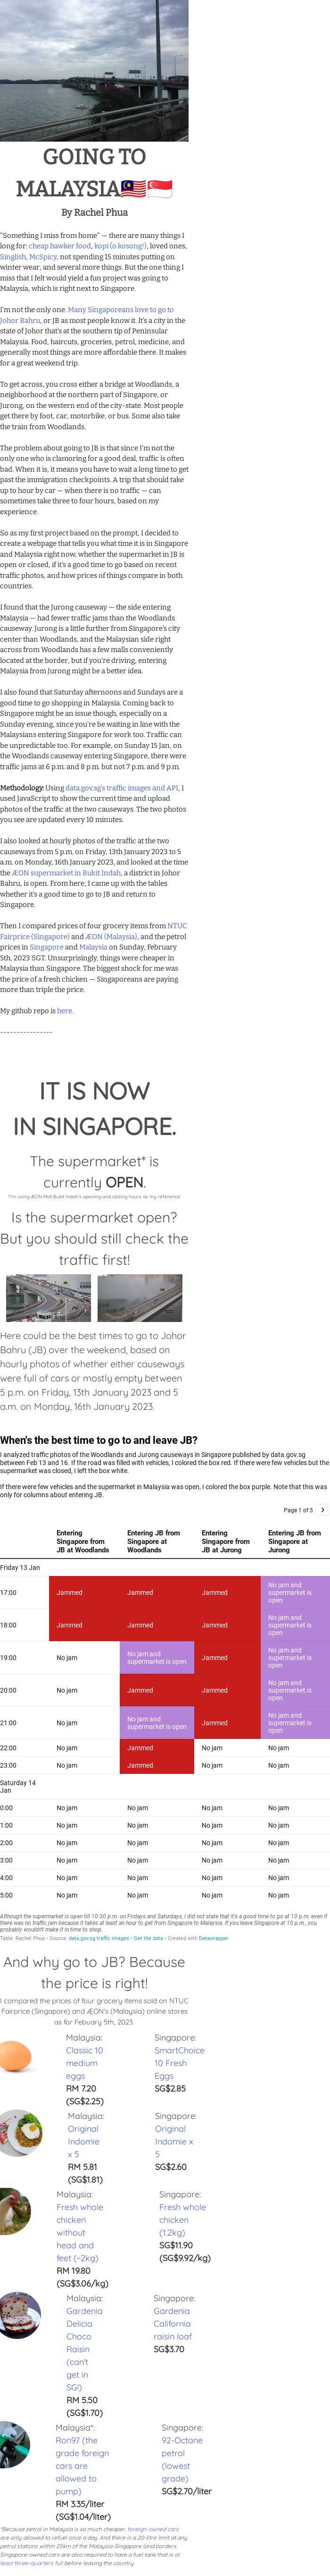 GOING TO
MALAYSIA🇲🇾🇸🇬
By Rachel Phua
"Something I miss from home" — there are many things I
long for: cheap hawker food, kopi (o kosong!), loved ones,
Singlish, McSpicy, not spending 15 minutes putting on
winter wear, and several more things. But the one thing I
miss that I felt would yield a fun project was going to
Malaysia, which is right next to Singapore.
I'm not the only one. Many Singaporeans love to go to
Johor Bahru, or JB as most people know it. It's a city in the
state of Johor that's at the southern tip of Peninsular
Malaysia. Food, haircuts, groceries, petrol, medicine, and
generally most things are more affordable there. It makes
for a great weekend trip.
To get across, you cross either a bridge at Woodlands, a
neighborhood at the northern part of Singapore, or
Jurong, on the western end of the city-state. Most people
get there by foot, car, motorbike, or bus. Some also take
the train from Woodlands.
The problem about going to JB is that since I'm not the
only one who is clamoring for a good deal, traffic is often
bad. When it is, it means you have to wait a long time to get
past the immigration checkpoints. A trip that should take
up to hour by car — when there is no traffic — can
sometimes take three to four hours, based on my
experience.
So as my first project based on the prompt, I decided to
create a webpage that tells you what time it is in Singapore
and Malaysia right now, whether the supermarket in JB is
open or closed, if it's a good time to go based on recent
traffic photos, and how prices of things compare in both
countries.
I found that the Jurong causeway — the side entering
Malaysia — had fewer traffic jams than the Woodlands
causeway. Jurong is a little further from Singapore's city
center than Woodlands, and the Malaysian side right
across from Woodlands has a few malls conveniently
located at the border, but if you're driving, entering
Malaysia from Jurong might be a better idea.
I also found that Saturday afternoons and Sundays are a
good time to go shopping in Malaysia. Coming back to
Singapore might be an issue though, especially on a
Sunday evening, since you're be waiting in line with the
Malaysians entering Singapore for work too. Traffic can
be unpredictable too. For example, on Sunday 15 Jan, on
the Woodlands causeway entering Singapore, there were
traffic jams at 6 p.m. and 8 p.m. but not 7 p.m. and 9 p.m.
Methodology: Using data.gov.sg's traffic images and API, I
used JavaScript to show the current time and upload
photos of the traffic at the two causeways. The two photos
you see are updated every 10 minutes.
I also looked at hourly photos of the traffic at the two
causeways from 5 p.m. on Friday, 13th January 2023 to 5
a.m. on Monday, 16th January 2023, and looked at the time
the ÆON supermarket in Bukit Indah, a district in Johor
Bahru, is open. From here, I came up with the tables
whether it's a good time to go to JB and return to
Singapore.
Then I compared prices of four grocery items from NTUC
Fairprice (Singapore) and ÆON (Malaysia), and the petrol
prices in Singapore and Malaysia on Sunday, February
5th, 2023 SGT. Unsurprisingly, things were cheaper in
Malaysia than Singapore. The biggest shock for me was
the price of a fresh chicken — Singaporeans are paying
more than triple the price.
My github repo is here.
----------------
IT IS NOW
IN SINGAPORE.
The supermarket* is
currently OPEN.
*I'm using ÆON Mall Bukit Indah's opening and closing hours as my reference.
Is the supermarket open?
But you should still check the
traffic first!
Here could be the best times to go to Johor
Bahru (JB) over the weekend, based on
hourly photos of whether either causeways
were full of cars or mostly empty between
5 p.m. on Friday, 13th January 2023 and 5
a.m. on Monday, 16th January 2023.
When's the best time to go to and leave JB?
I analyzed traffic photos of the Woodlands and Jurong causeways in Singapore published by data.gov.sg
between Feb 13 and 16. If the road was filled with vehicles, I colored the box red. If there were few vehicles but the
supermarket was closed, I left the box white.
If there were few vehicles and the supermarket in Malaysia was open, I colored the box purple. Note that this was
only for columns about entering JB.
Page 1 of 5 >
Entering Singapore from JB at Woodlands | Entering JB from Singapore at Woodlands | Entering Singapore from JB at Jurong | Entering JB from Singapore at Jurong
Friday 13 Jan
17:00 Jammed Jammed Jammed No jam and supermarket is open
18:00 Jammed Jammed Jammed No jam and supermarket is open
19:00 No jam No jam and supermarket is open Jammed No jam and supermarket is open
20:00 No jam Jammed Jammed No jam and supermarket is open
21:00 No jam No jam and supermarket is open Jammed No jam and supermarket is open
22:00 No jam Jammed No jam No jam
23:00 No jam Jammed No jam No jam
Saturday 14 Jan
0:00 No jam No jam No jam No jam
1:00 No jam No jam No jam No jam
2:00 No jam No jam No jam No jam
3:00 No jam No jam No jam No jam
4:00 No jam No jam No jam No jam
5:00 No jam No jam No jam No jam
Although the supermarket is open till 10:30 p.m. on Fridays and Saturdays, I did not state that it's a good time to go at 10 p.m. even if
there was no traffic jam because it takes at least an hour to get from Singapore to Malaysia. If you leave Singapore at 10 p.m., you
probably wouldn't make it in time to shop.
Table: Rachel Phua • Source: data.gov.sg traffic images • Get the data • Created with Datawrapper
And why go to JB? Because
the price is right!
I compared the prices of four grocery items sold on NTUC
Fairprice (Singapore) and ÆON's (Malaysia) online stores
as for Febuary 5th, 2023.
Malaysia:
Classic 10
medium
eggs
RM 7.20
(SG$2.25)
Singapore:
SmartChoice
10 Fresh
Eggs
SG$2.85
Malaysia:
Original
Indomie
x 5
RM 5.81
(SG$1.81)
Singapore:
Original
Indomie x
5
SG$2.60
Malaysia:
Fresh whole
chicken
without
head and
feet (~2kg)
RM 19.80
(SG$3.06/kg)
Singapore:
Fresh whole
chicken
(1.2kg)
SG$11.90
(SG$9.92/kg)
Malaysia:
Gardenia
Delicia
Choco
Raisin
(can't
get in
SG!)
RM 5.50
(SG$1.70)
Singapore:
Gardenia
California
raisin loaf
SG$3.70
Malaysia*:
Ron97 (the
grade foreign
cars are
allowed to
pump)
RM 3.35/liter
(SG$1.04/liter)
Singapore:
92-Octane
petrol
(lowest
grade)
SG$2.70/liter
*Because petrol in Malaysia is so much cheaper, foreign-owned cars
are only allowed to refuel once a day. And there is a 20-litre limit at any
petrol stations within 25km of the Malaysia-Singapore land borders.
Singapore-owned cars are also required to have a fuel tank that is at
least three-quarters full before leaving the country.